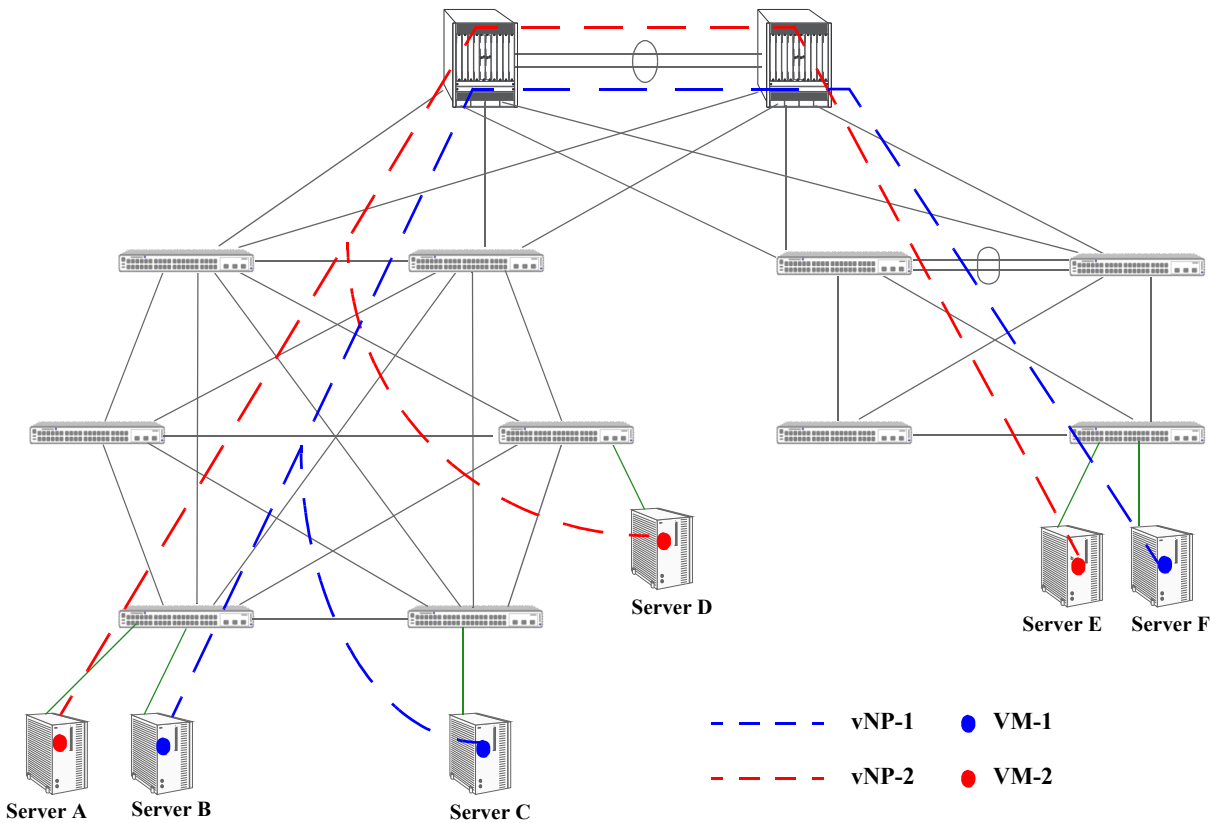 Server D
Server E
Server F
vNP-1
VM-1
vNP-2
VM-2
Server A
Server B
Server C